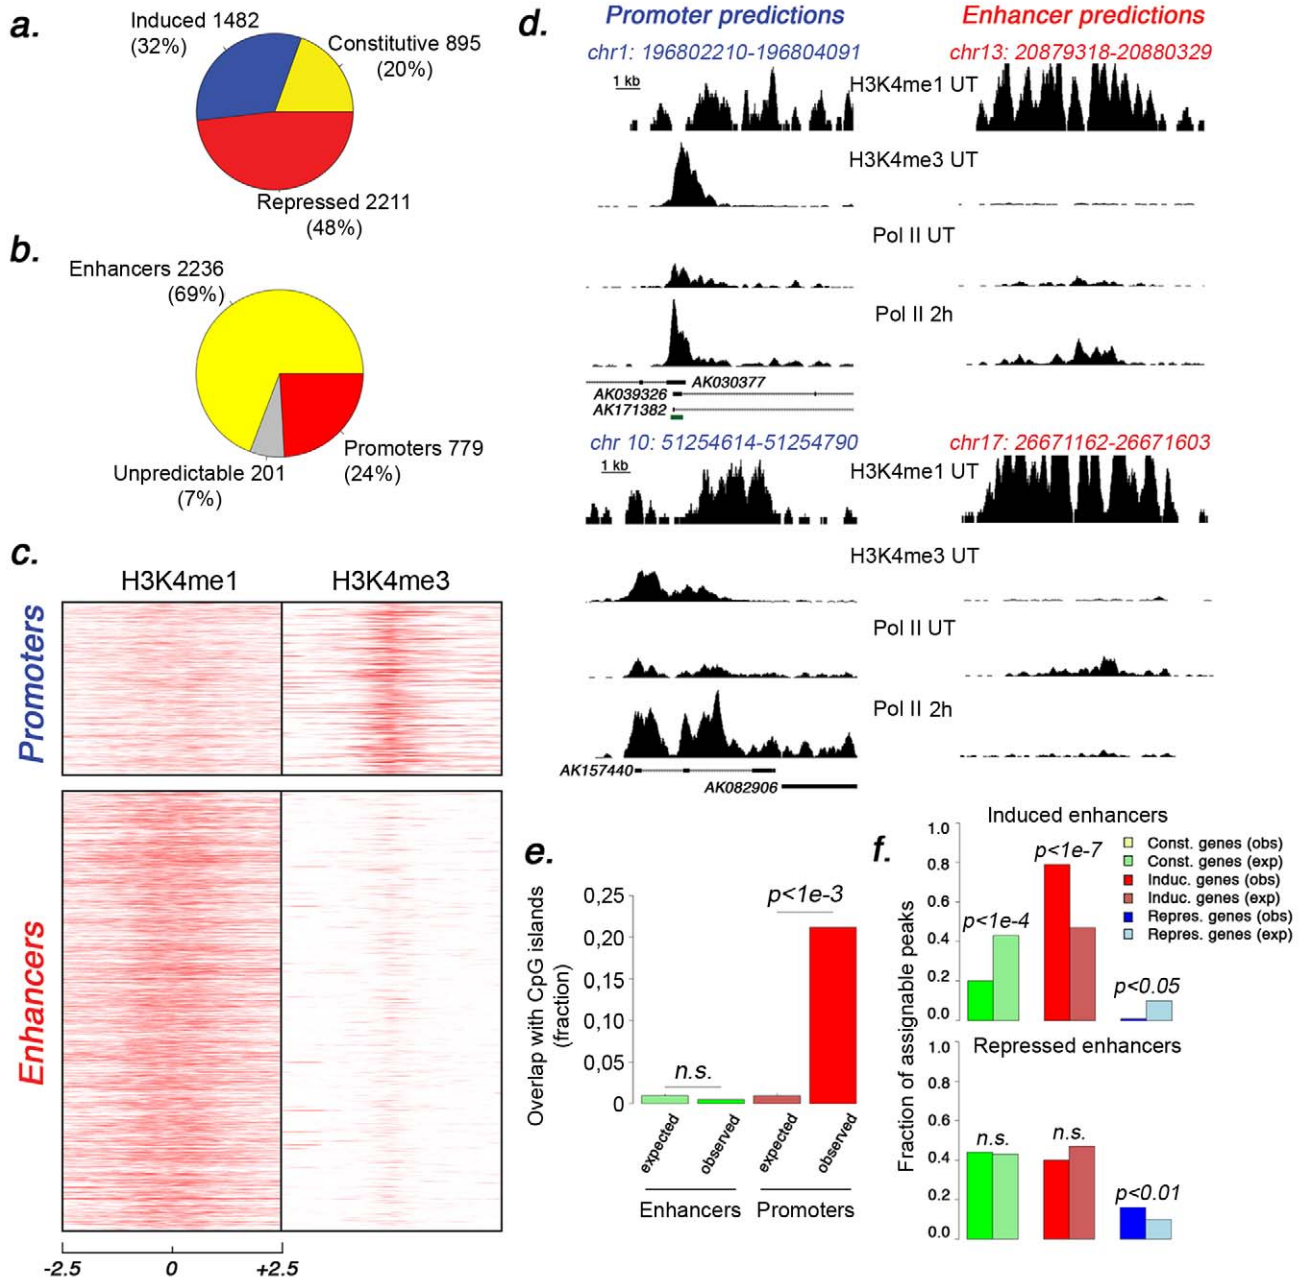 a.
Induced 1482
(32%)
Constitutive 895
(20%)
Repressed 2211
(48%)
b.
Enhancers 2236
(69%)
Unpredictable 201
(7%)
Promoters 779
(24%)
c.
H3K4me1
H3K4me3
Promoters
Enhancers
-2.5
0
+2.5
d.
Promoter predictions
Enhancer predictions
chr1: 196802210-196804091
chr13: 20879318-20880329
1 kb
H3K4me1 UT
H3K4me3 UT
Pol II UT
Pol II 2h
AK030377
AK039326
AK171382
chr 10: 51254614-51254790
chr17: 26671162-26671603
1 kb
H3K4me1 UT
H3K4me3 UT
Pol II UT
Pol II 2h
AK157440
AK082906
e.
Overlap with CpG islands
(fraction)
0,25
0,20
0,15
0,10
0,05
0
n.s.
p<1e-3
expected
observed
expected
observed
Enhancers
Promoters
f.
Fraction of assignable peaks
Induced enhancers
1.0
0.8
0.6
0.4
0.2
0.0
p<1e-4
p<1e-7
p<0.05
Const. genes (obs)
Const. genes (exp)
Induc. genes (obs)
Induc. genes (exp)
Repres. genes (obs)
Repres. genes (exp)
Repressed enhancers
1.0
0.8
0.6
0.4
0.2
0.0
n.s.
n.s.
p<0.01